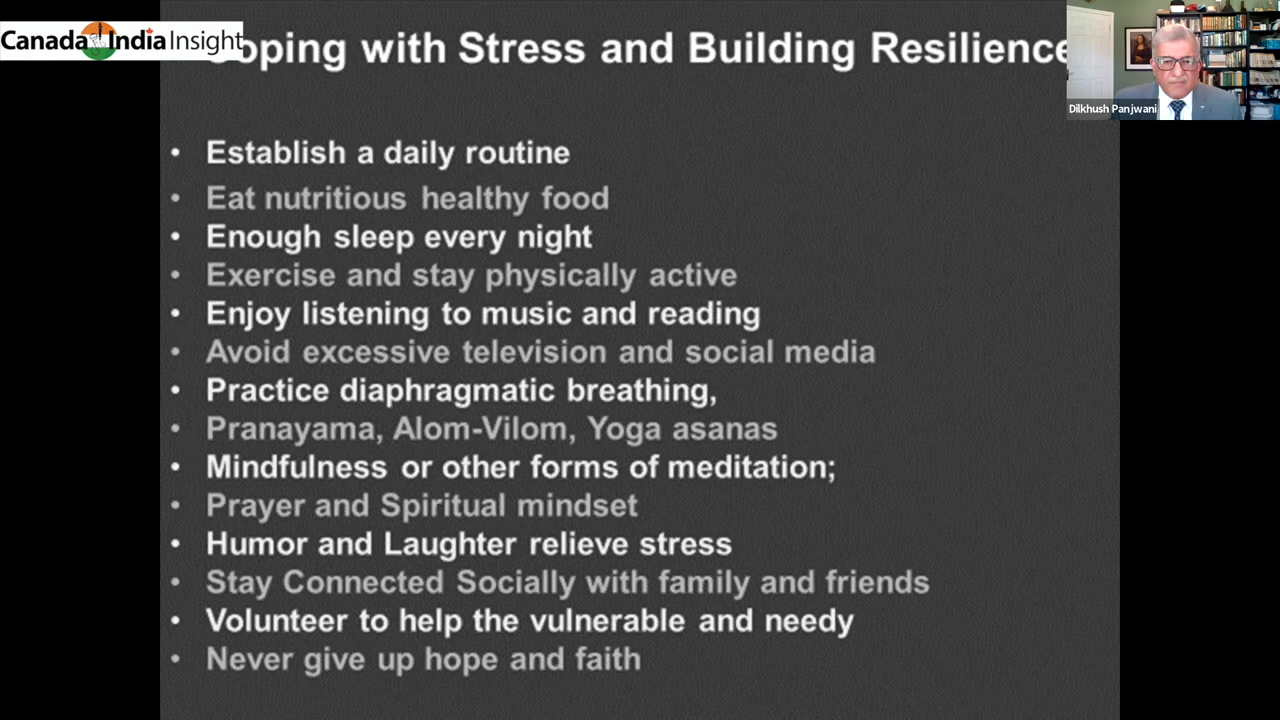 Canada India Insight
oping with Stress and Building Resilience
Dilkhush Panjwani
• Establish a daily routine
• Eat nutritious healthy food
• Enough sleep every night
• Exercise and stay physically active
• Enjoy listening to music and reading
• Avoid excessive television and social media
• Practice diaphragmatic breathing,
• Pranayama, Alom-Vilom, Yoga asanas
• Mindfulness or other forms of meditation;
• Prayer and Spiritual mindset
• Humor and Laughter relieve stress
• Stay Connected Socially with family and friends
• Volunteer to help the vulnerable and needy
• Never give up hope and faith